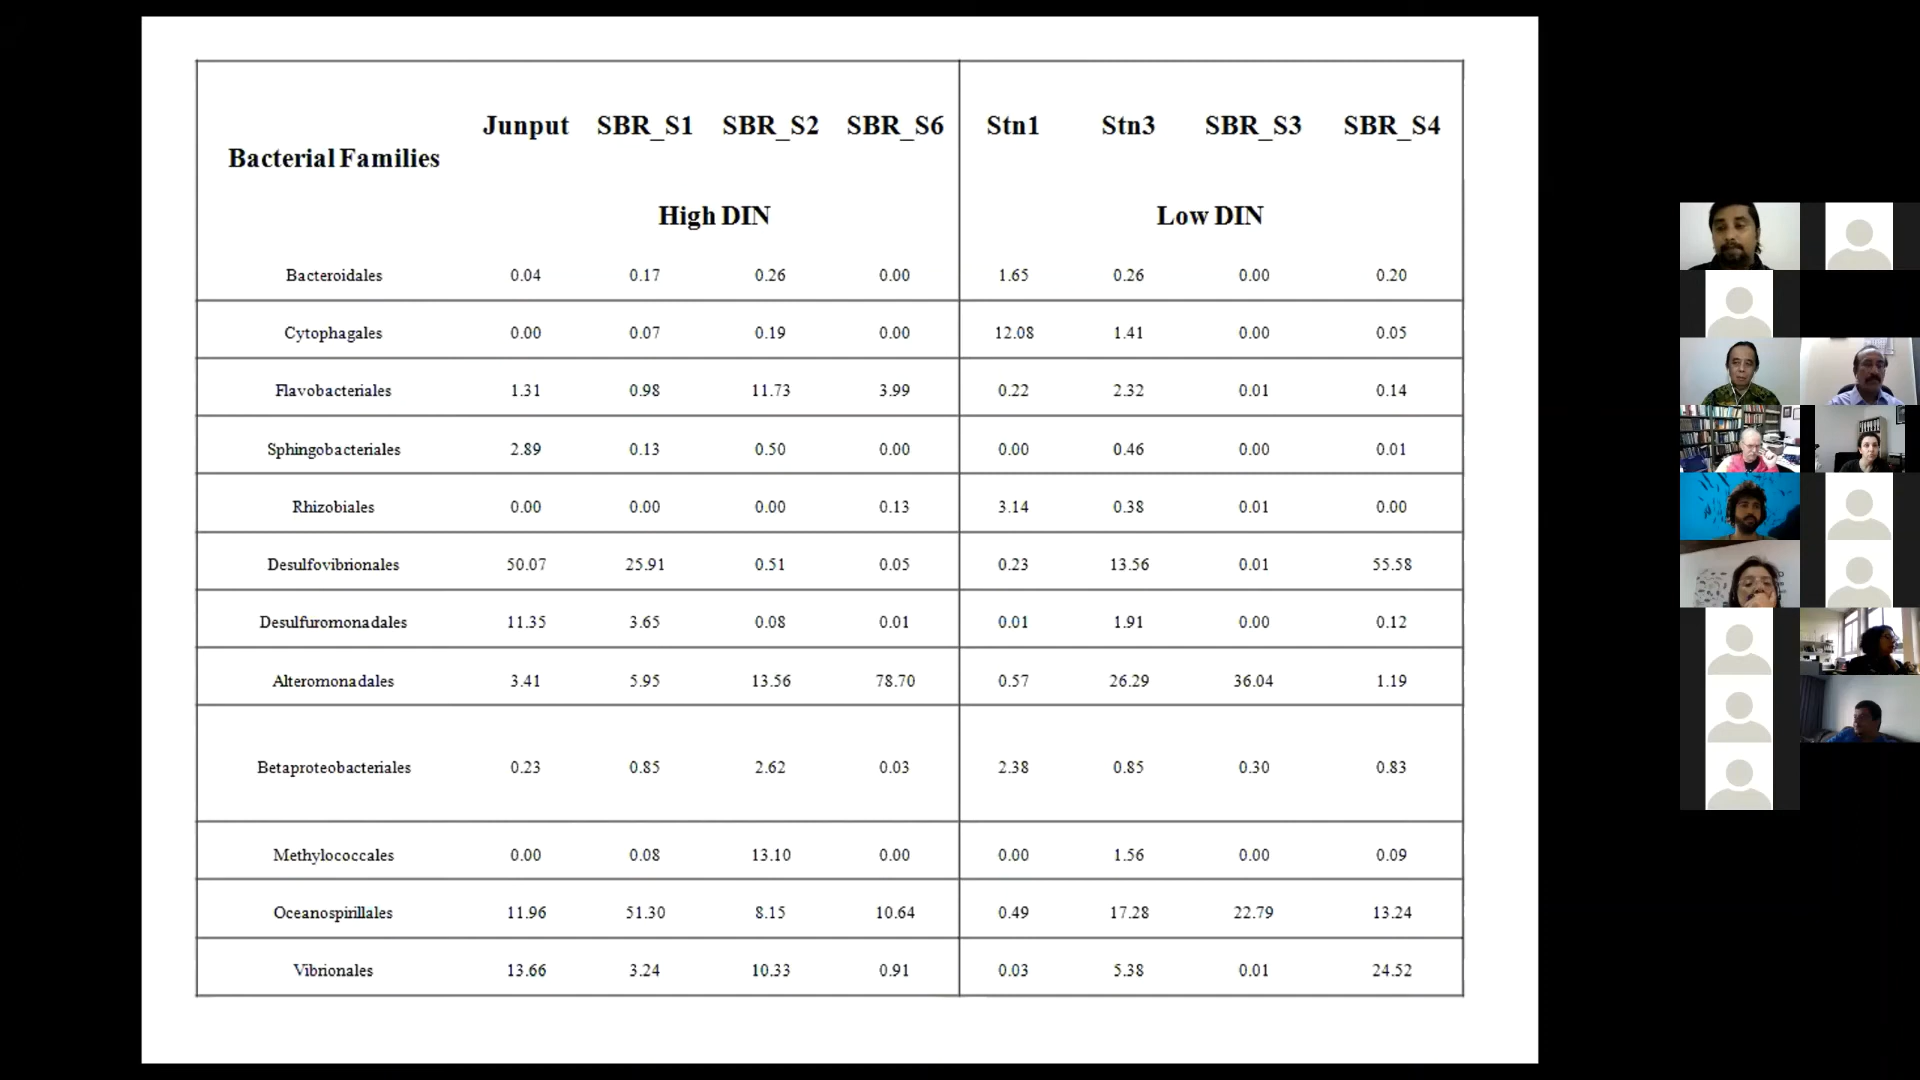 Bacterial Families Junput SBR_S1 SBR_S2 SBR_S6 Stn1 Stn3 SBR_S3 SBR_S4
High DIN Low DIN
Bacteroidales 0.04 0.17 0.26 0.00 1.65 0.26 0.00 0.20
Cytophagales 0.00 0.07 0.19 0.00 12.08 1.41 0.00 0.05
Flavobacteriales 1.31 0.98 11.73 3.99 0.22 2.32 0.01 0.14
Sphingobacteriales 2.89 0.13 0.50 0.00 0.00 0.46 0.00 0.01
Rhizobiales 0.00 0.00 0.00 0.13 3.14 0.38 0.01 0.00
Desulfovibrionales 50.07 25.91 0.51 0.05 0.23 13.56 0.01 55.58
Desulfuromonadales 11.35 3.65 0.08 0.01 0.01 1.91 0.00 0.12
Alteromonadales 3.41 5.95 13.56 78.70 0.57 26.29 36.04 1.19
Betaproteobacteriales 0.23 0.85 2.62 0.03 2.38 0.85 0.30 0.83
Methylococcales 0.00 0.08 13.10 0.00 0.00 1.56 0.00 0.09
Oceanospirillales 11.96 51.30 8.15 10.64 0.49 17.28 22.79 13.24
Vibrionales 13.66 3.24 10.33 0.91 0.03 5.38 0.01 24.52